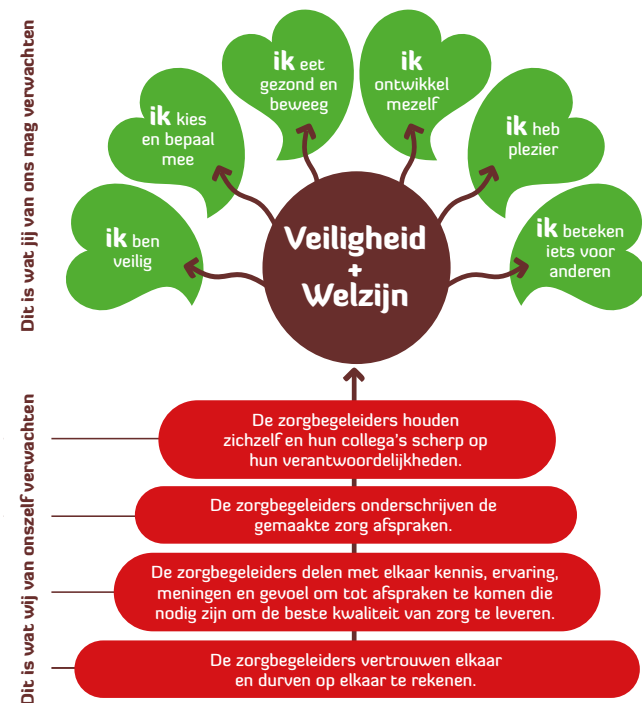 Dit is wat jij van ons mag verwachten
ik ben
veilig
ik kies
en bepaal
mee
ik eet
gezond en
beweeg
ik
ontwikkel
mezelf
ik heb
plezier
ik beteken
iets voor
anderen
Veiligheid
+
Welzijn
Dit is wat wij van onszelf verwachten
De zorgbegeleiders houden
zichzelf en hun collega's scherp op
hun verantwoordelijkheden.
De zorgbegeleiders onderschrijven de
gemaakte zorg afspraken.
De zorgbegeleiders delen met elkaar kennis, ervaring,
meningen en gevoel om tot afspraken te komen die
nodig zijn om de beste kwaliteit van zorg te leveren.
De zorgbegeleiders vertrouwen elkaar
en durven op elkaar te rekenen.